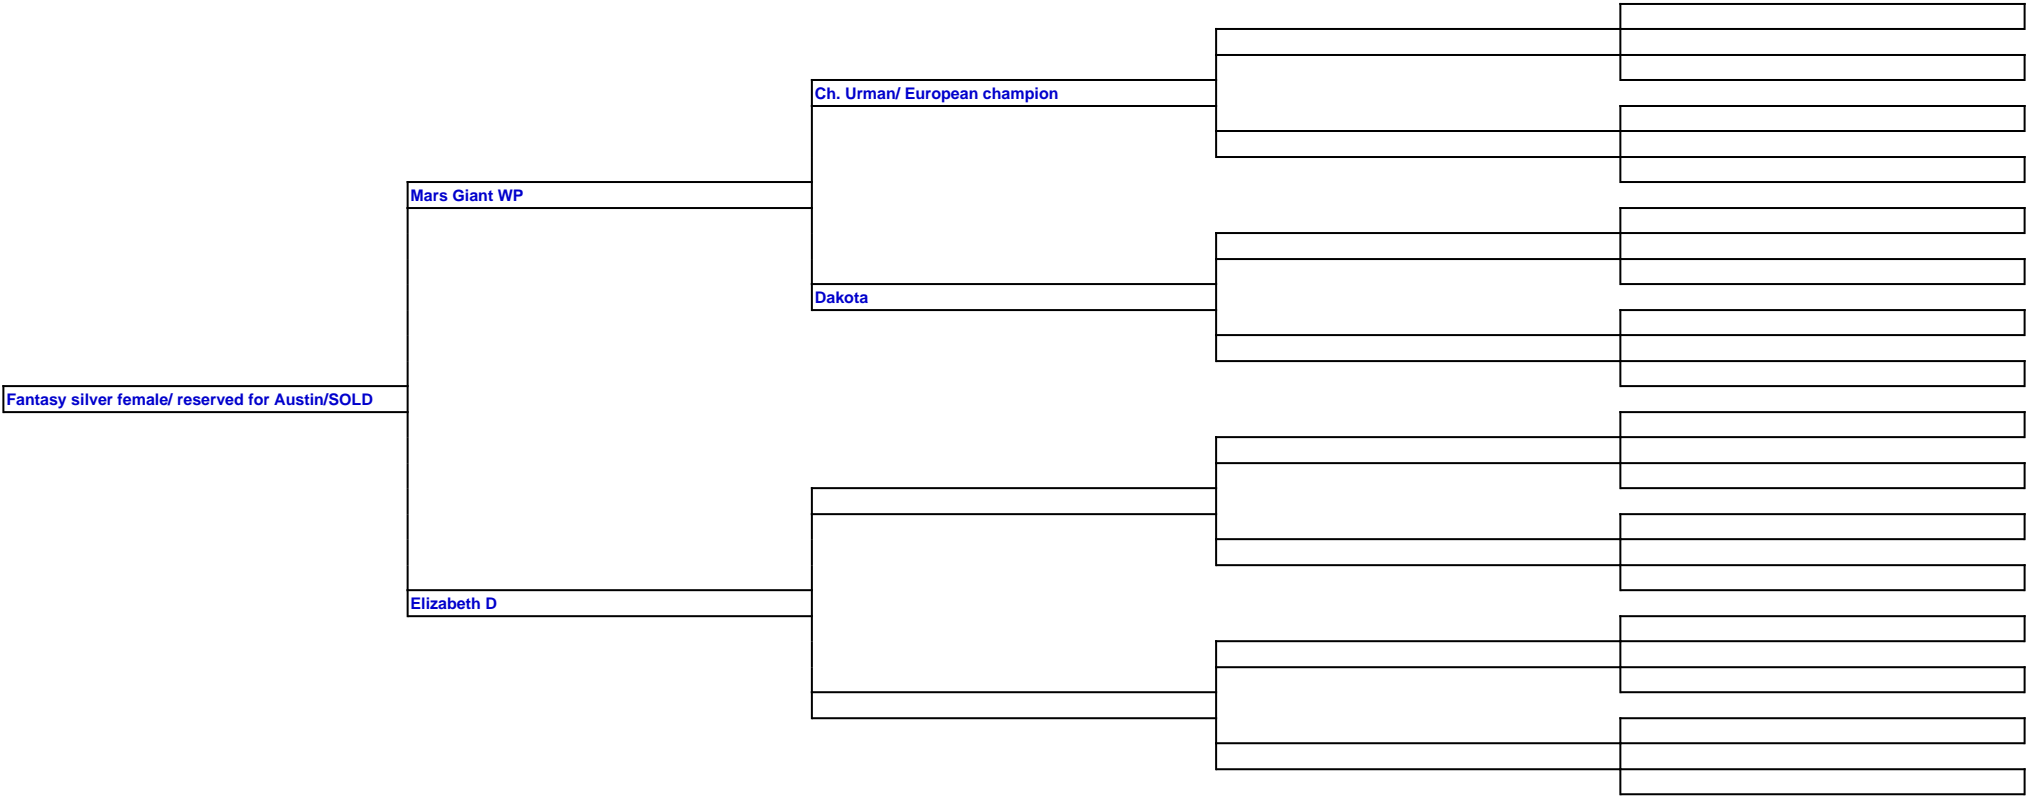 Ch. Urman/ European champion
Mars Giant WP
Dakota
Fantasy silver female/ reserved for Austin/SOLD
Elizabeth D